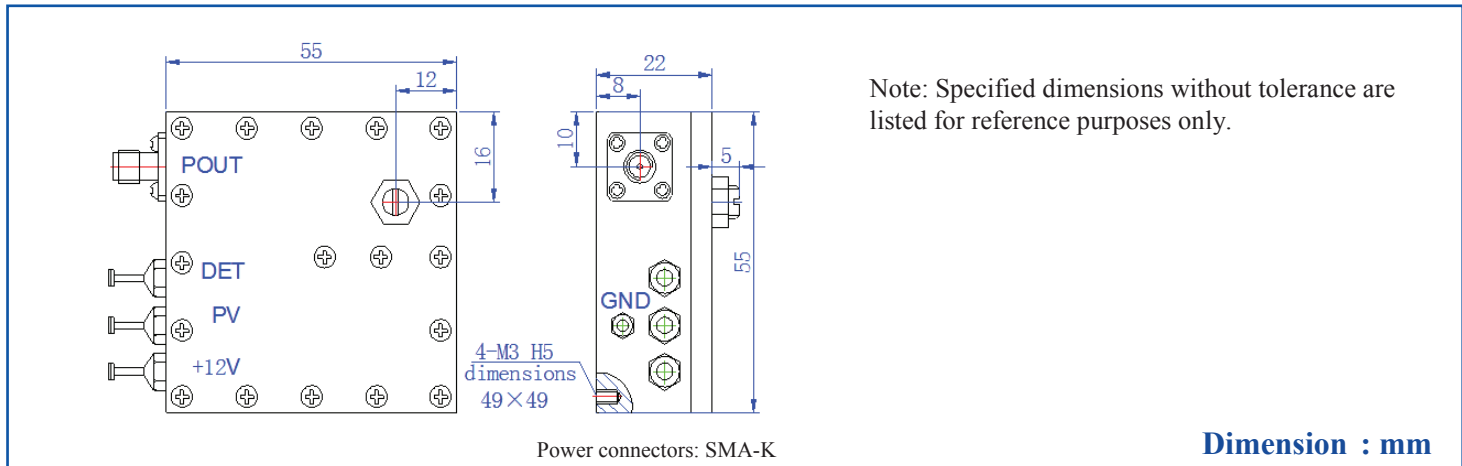 55
12
16
POUT
DET
PV
+12V
22
8
10
5
55
GND
4-M3 H5
dimensions
49×49
Power connectors: SMA-K
Note: Specified dimensions without tolerance are
listed for reference purposes only.
Dimension : mm